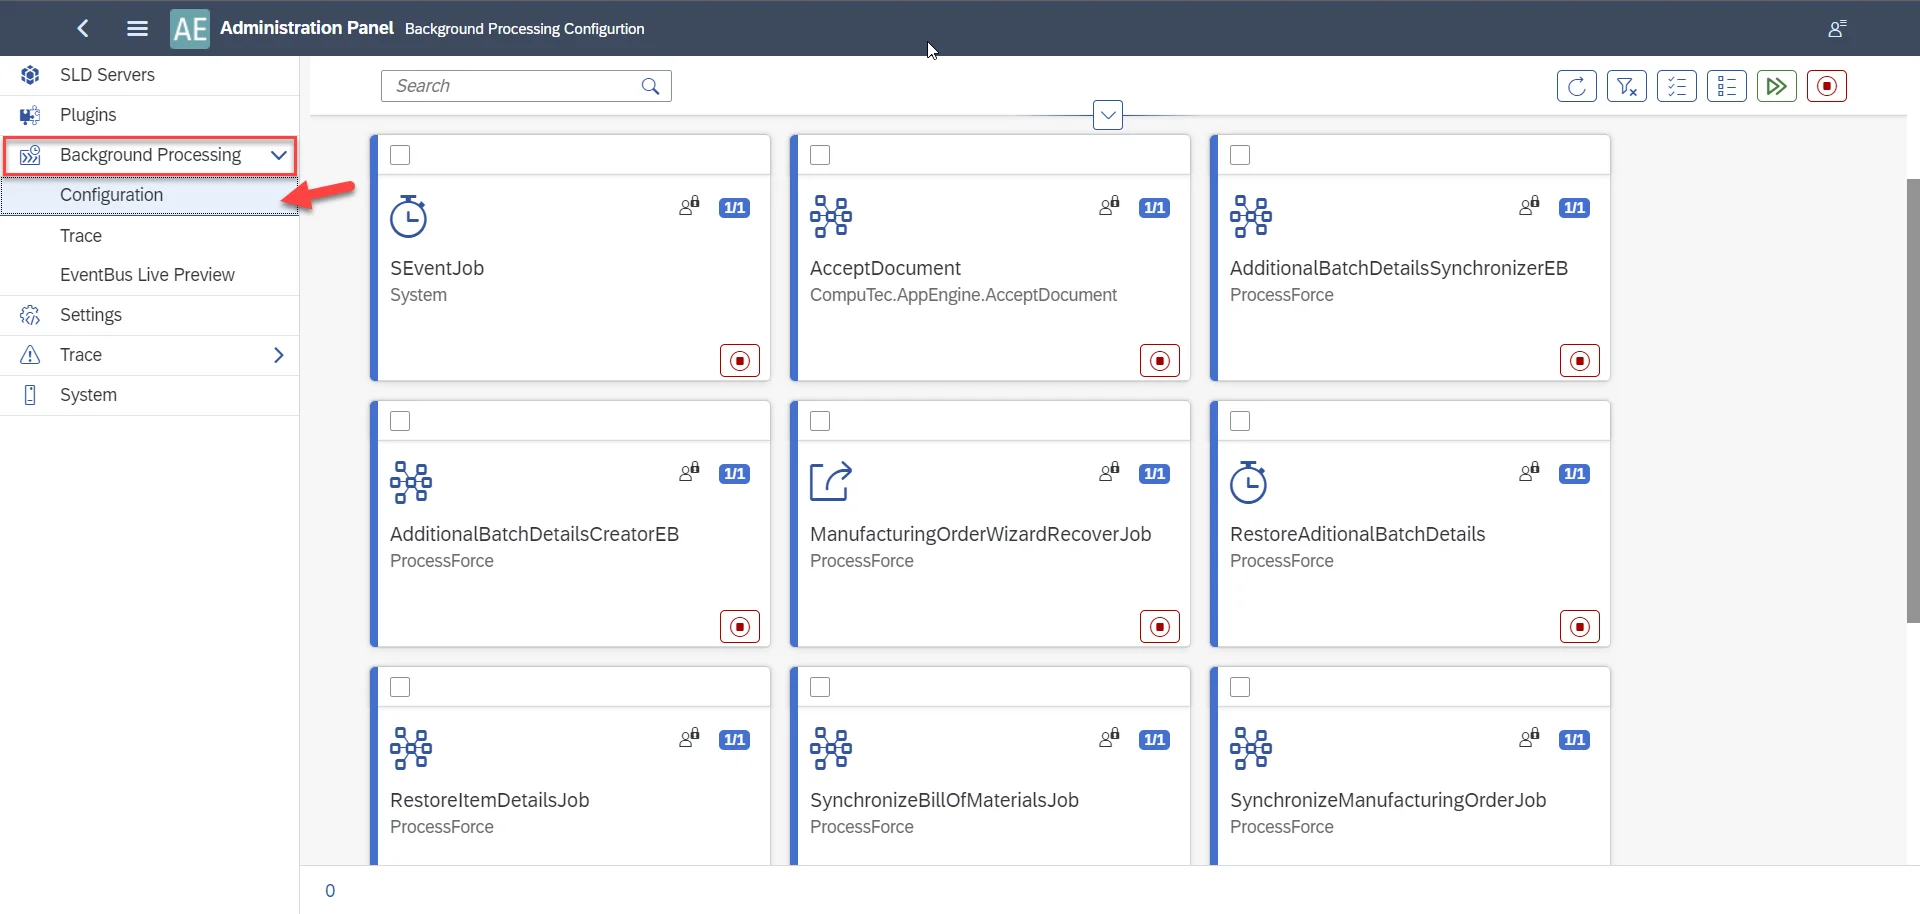 AE Administration Panel Background Processing Configurtion
SLD Servers
Plugins
Background Processing
Configuration
Trace
EventBus Live Preview
Settings
Trace
System
Search
1/1
SEventJob
System
1/1
AcceptDocument
CompuTec.AppEngine.AcceptDocument
1/1
AdditionalBatchDetailsSynchronizerEB
ProcessForce
1/1
AdditionalBatchDetailsCreatorEB
ProcessForce
1/1
ManufacturingOrderWizardRecoverJob
ProcessForce
1/1
RestoreAditionalBatchDetails
ProcessForce
1/1
RestoreItemDetailsJob
ProcessForce
1/1
SynchronizeBillOfMaterialsJob
ProcessForce
1/1
SynchronizeManufacturingOrderJob
ProcessForce
0